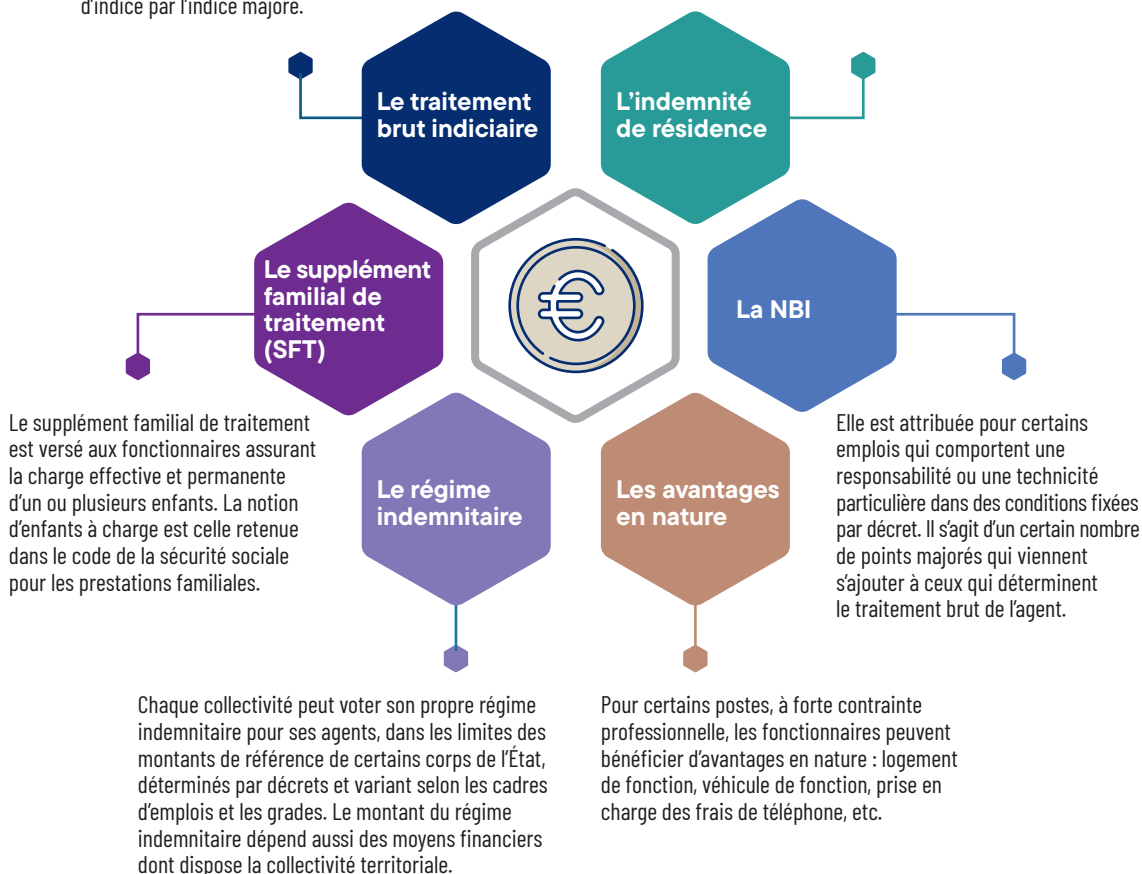 d'indice par l'indice majoré.
Le traitement
brut indiciaire
L'indemnité
de résidence
Le supplément
familial de
traitement
(SFT)
La NBI
Le supplément familial de traitement
est versé aux fonctionnaires assurant
la charge effective et permanente
d'un ou plusieurs enfants. La notion
d'enfants à charge est celle retenue
dans le code de la sécurité sociale
pour les prestations familiales.
Elle est attribuée pour certains
emplois qui comportent une
responsabilité ou une technicité
particulière dans des conditions fixées
par décret. Il s'agit d'un certain nombre
de points majorés qui viennent
s'ajouter à ceux qui déterminent
le traitement brut de l'agent.
Le régime
indemnitaire
Les avantages
en nature
Chaque collectivité peut voter son propre régime
indemnitaire pour ses agents, dans les limites des
montants de référence de certains corps de l'État,
déterminés par décrets et variant selon les cadres
d'emplois et les grades. Le montant du régime
indemnitaire dépend aussi des moyens financiers
dont dispose la collectivité territoriale.
Pour certains postes, à forte contrainte
professionnelle, les fonctionnaires peuvent
bénéficier d'avantages en nature : logement
de fonction, véhicule de fonction, prise en
charge des frais de téléphone, etc.